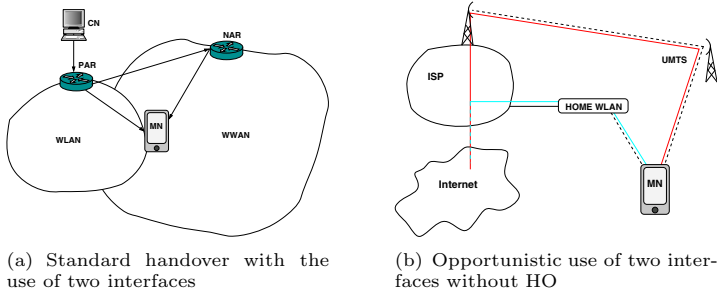 CN
PAR
NAR
MN
WLAN
WWAN
(a) Standard handover with the
use of two interfaces
UMTS
ISP
HOME WLAN
MN
Internet
(b) Opportunistic use of two inter-
faces without HO